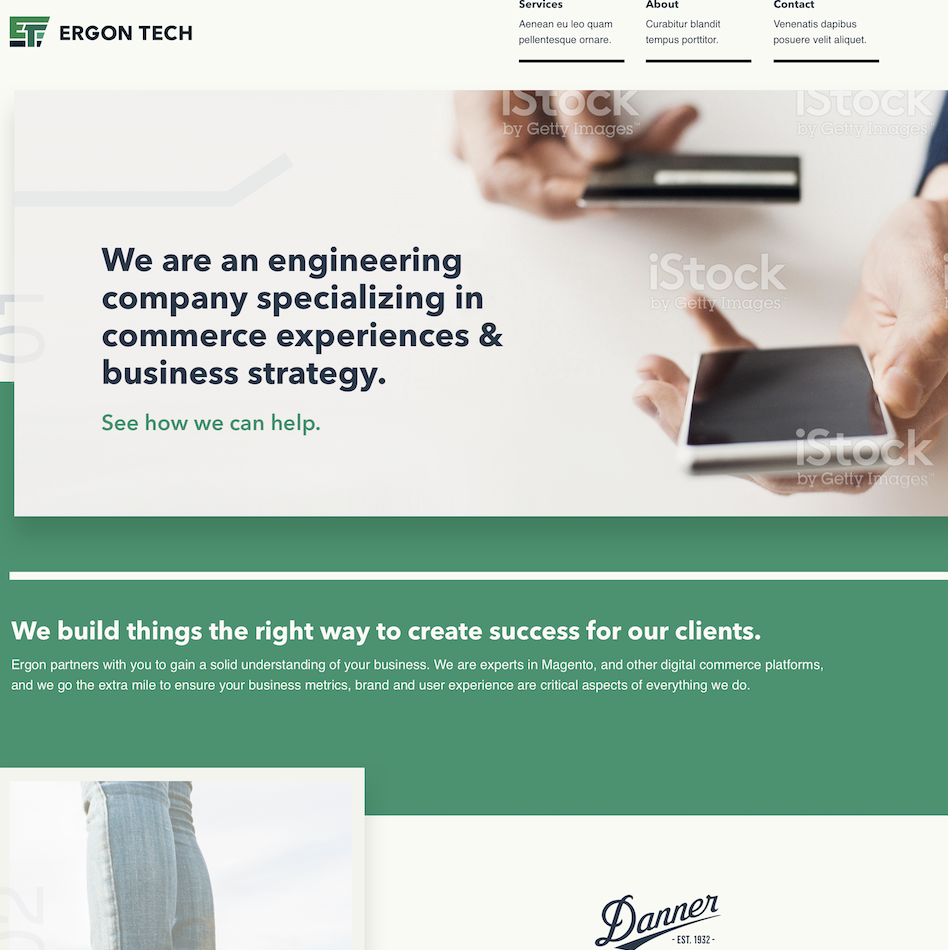 ERGON TECH
Services
Aenean eu leo quam
pellentesque ornare.
About
Curabitur blandit
tempus porttitor.
Contact
Venenatis dapibus
posuere velit aliquet.
iStock
by Getty Images™
iStock
by Getty Images™
01
We are an engineering
company specializing in
commerce experiences &
business strategy.
See how we can help.
iStock
by Getty Images™
iStock
by Getty Images™
We build things the right way to create success for our clients.
Ergon partners with you to gain a solid understanding of your business. We are experts in Magento, and other digital commerce platforms,
and we go the extra mile to ensure your business metrics, brand and user experience are critical aspects of everything we do.
02
Danner
- EST. 1932 -